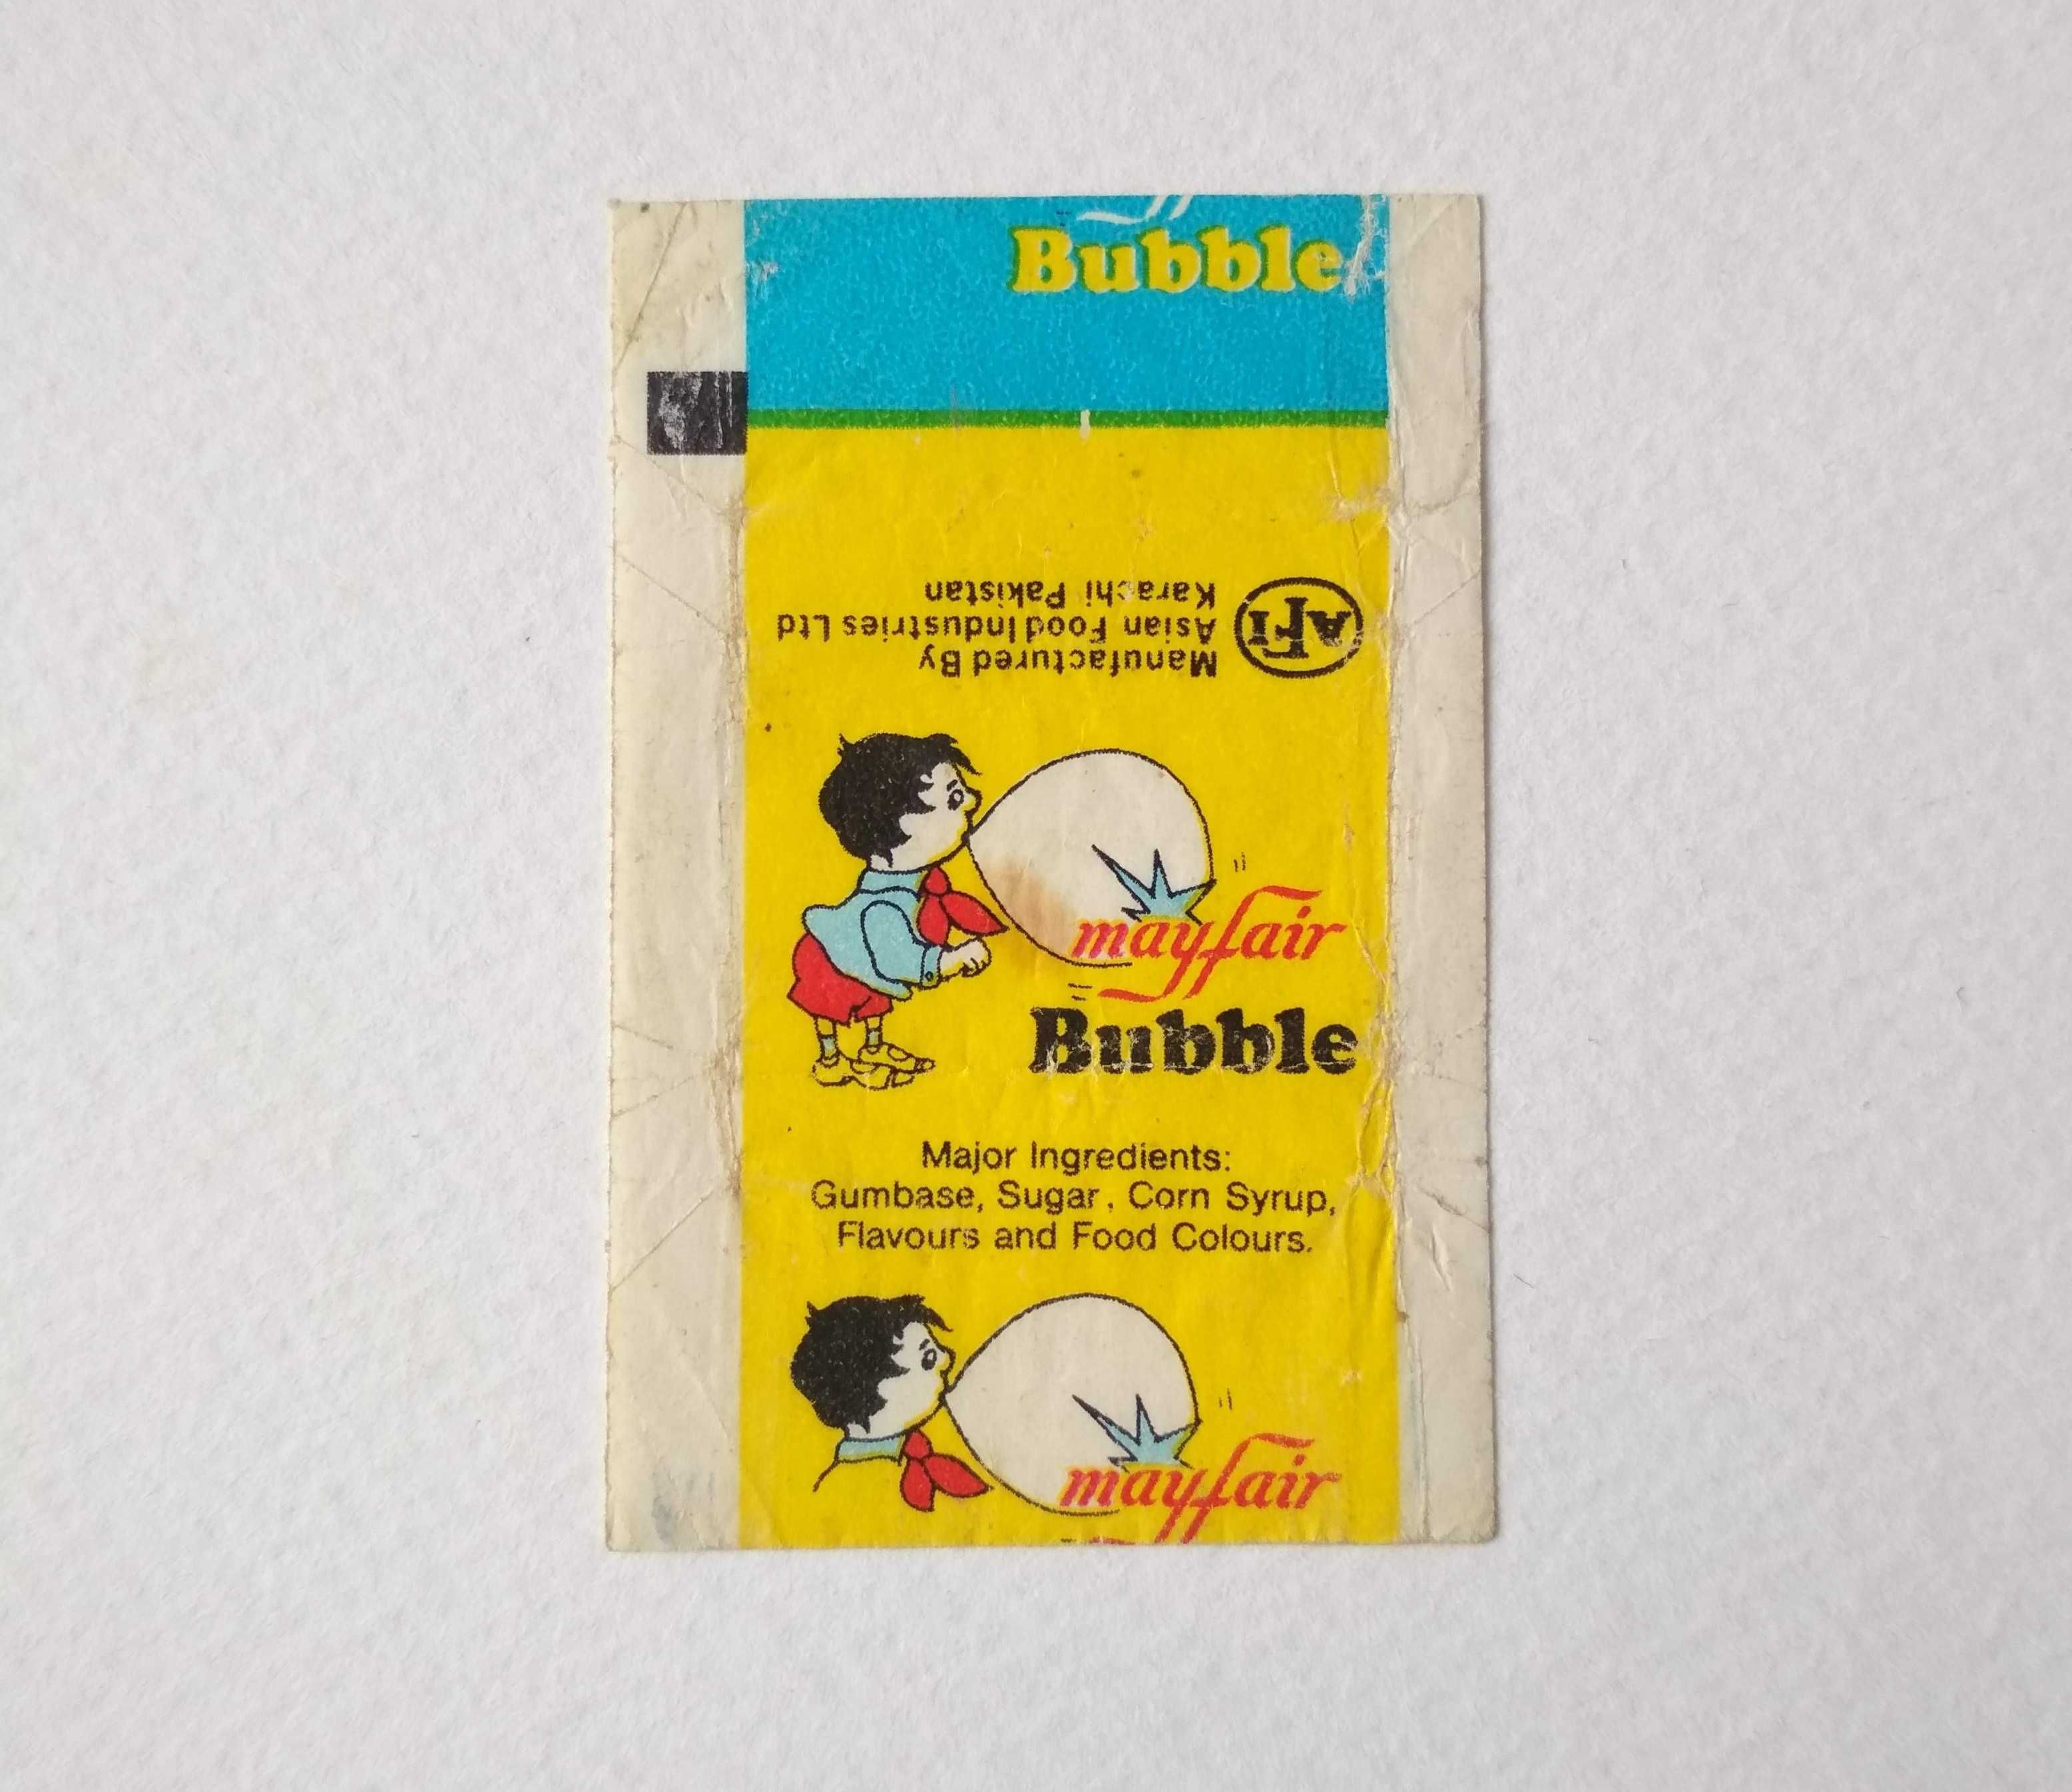 Bubble
Manufactured By
Asian Food Industries Ltd
Karachi Pakistan
AFI
mayfair
Bubble
Major Ingredients:
Gumbase, Sugar, Corn Syrup,
Flavours and Food Colours.
mayfair